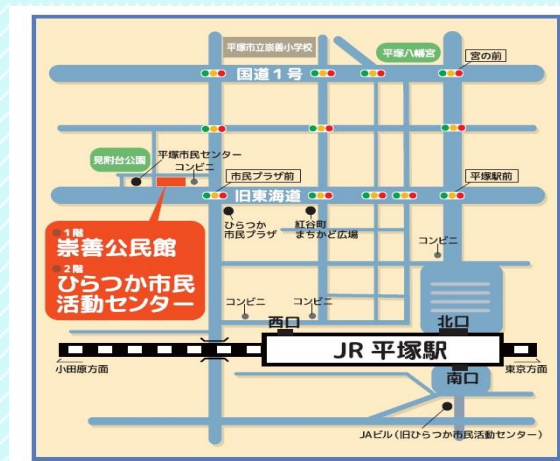 平塚市立崇善小学校
平塚八幡宮
宮の前
国道1号
見附台公園
平塚市民センター
コンビニ
市民プラザ前
旧東海道
平塚駅前
ひらつか
市民プラザ
紅谷町
まちかど広場
1階
崇善公民館
2階
ひらつか市民
活動センター
コンビニ
コンビニ
コンビニ
西口
北口
JR 平塚駅
小田原方面
南口
東京方面
JAビル(旧ひらつか市民活動センター)